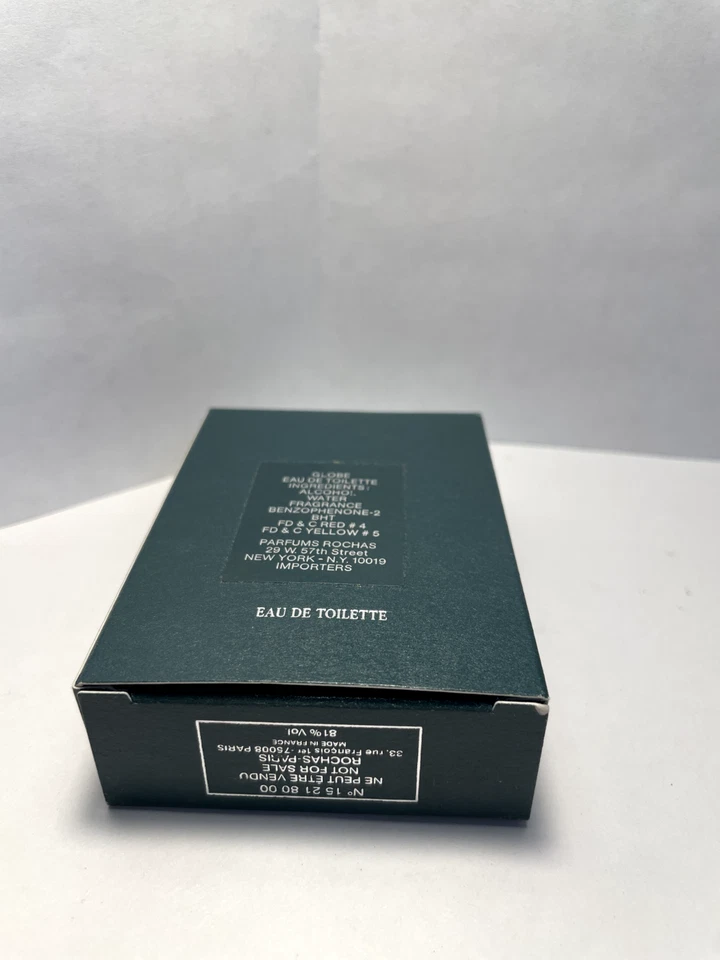 GLOBE
EAU DE TOILETTE
INGREDIENTS:
ALCOHOL
WATER
FRAGRANCE
BENZOPHENONE-2
BHT
FD & C RED # 4
FD & C YELLOW # 5
PARFUMS ROCHAS
29 W. 57th Street
NEW YORK - N.Y. 10019
IMPORTERS
EAU DE TOILETTE
N° 15 21 80 00
NE PEUT ÊTRE VENDU
NOT FOR SALE
ROCHAS-PARIS
33, rue François 1er - 75008 PARIS
MADE IN FRANCE
81% Vol